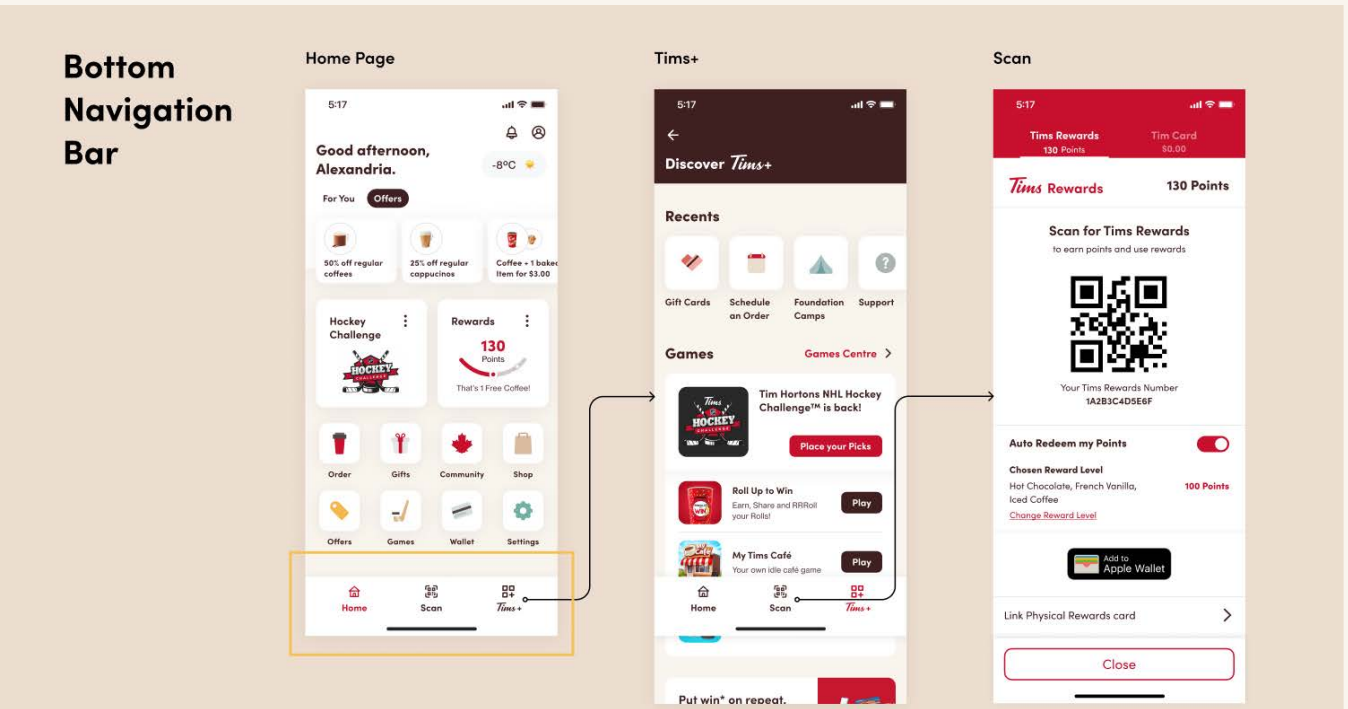 Bottom
Navigation
Bar
Home Page
5:17
Good afternoon,
Alexandria.
-8°C
For You
Offers
50% off regular
coffees
25% off regular
cappucinos
Coffee + 1 baked
Item for $3.00
Hockey
Challenge
HOCKEY
CHALLENGE
Rewards
130
Points
That's 1 Free Coffee!
Order
Gifts
Community
Shop
Offers
Games
Wallet
Settings
Home
Scan
Tims+
Tims+
5:17
Discover Tims+
Recents
Gift Cards
Schedule
an Order
Foundation
Camps
Support
Games
Games Centre
Tims
HOCKEY
CHALLENGE
Tim Hortons NHL Hockey
Challenge™ is back!
Place your Picks
Roll Up to Win
Earn, Share and RRRoll
your Rolls!
Play
My Tims Café
Your own idle café game
Play
Home
Scan
Tims+
Put win* on repeat.
Scan
5:17
Tims Rewards
130 Points
Tim Card
$0.00
Tims Rewards
130 Points
Scan for Tims Rewards
to earn points and use rewards
Your Tims Rewards Number
1A2B3C4D5E6F
Auto Redeem my Points
Chosen Reward Level
Hot Chocolate, French Vanilla,
Iced Coffee
100 Points
Change Reward Level
Add to
Apple Wallet
Link Physical Rewards card
Close